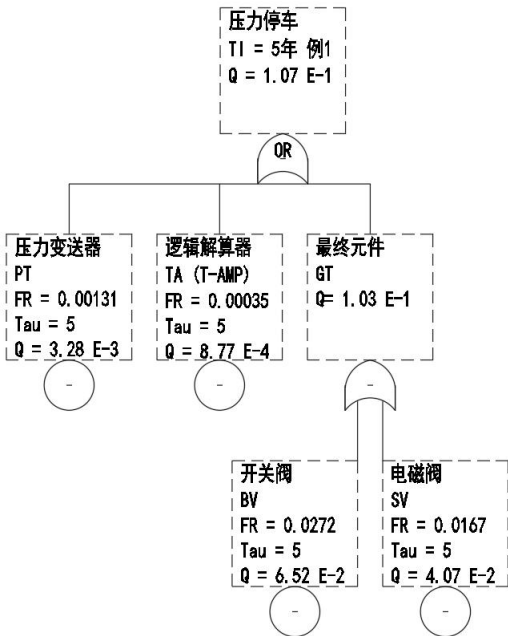 压力停车
TI = 5年 例1
Q = 1.07 E-1
OR
压力变送器
PT
FR = 0.00131
Tau = 5
Q = 3.28 E-3
-
逻辑解算器
TA (T-AMP)
FR = 0.00035
Tau = 5
Q = 8.77 E-4
-
最终元件
GT
Q= 1.03 E-1
-
开关阀
BV
FR = 0.0272
Tau = 5
Q = 6.52 E-2
-
电磁阀
SV
FR = 0.0167
Tau = 5
Q = 4.07 E-2
-